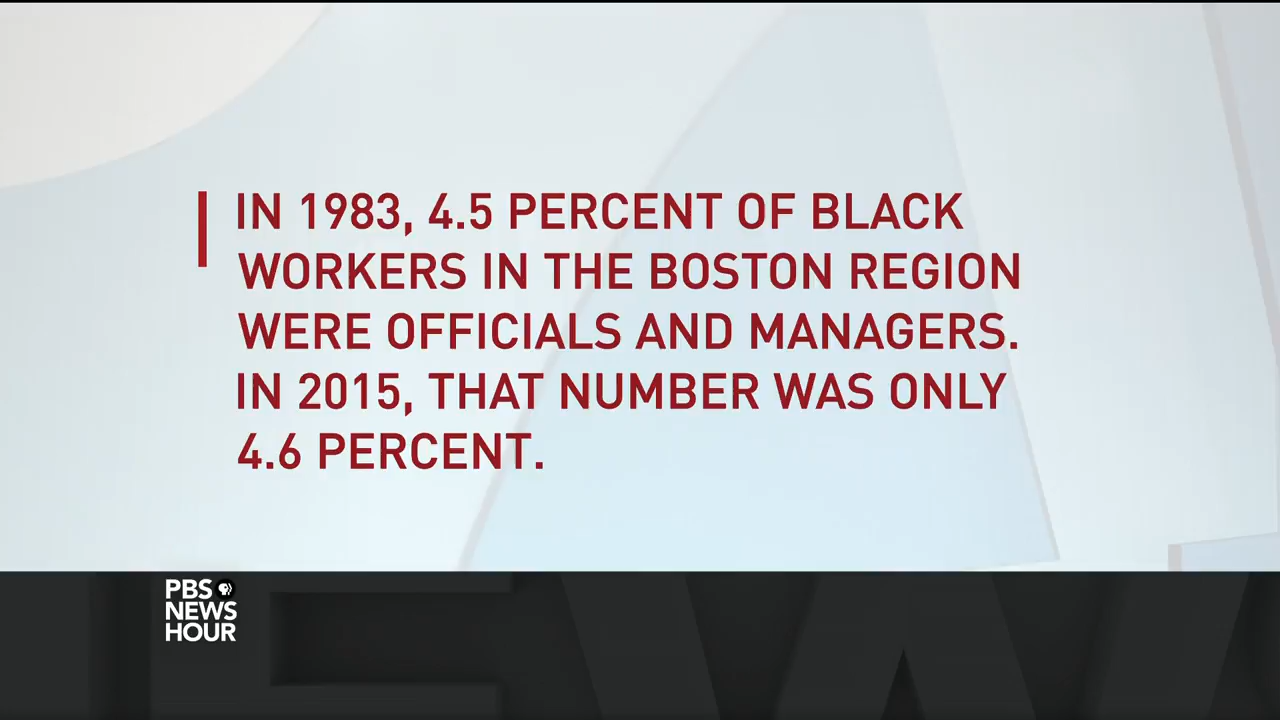 IN 1983, 4.5 PERCENT OF BLACK
WORKERS IN THE BOSTON REGION
WERE OFFICIALS AND MANAGERS.
IN 2015, THAT NUMBER WAS ONLY
4.6 PERCENT.
PBS
NEWS
HOUR